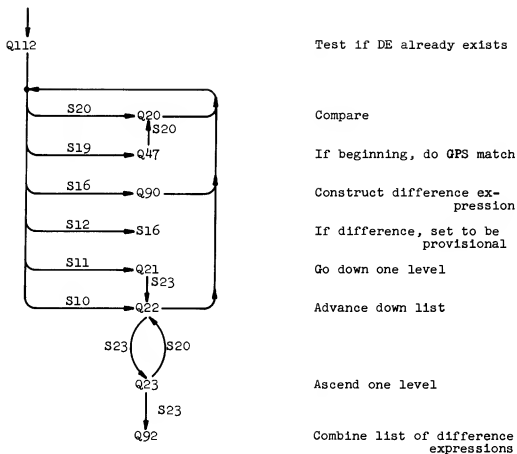 Q112 Test if DE already exists
S20 Q20 Compare
S20
S19 Q47 If beginning, do GPS match
S16 Q90 Construct difference ex-
pression
S12 S16 If difference, set to be
provisional
S11 Q21 Go down one level
S23
S10 Q22 Advance down list
S23 S20
Q23 Ascend one level
S23
Q92 Combine list of difference
expressions